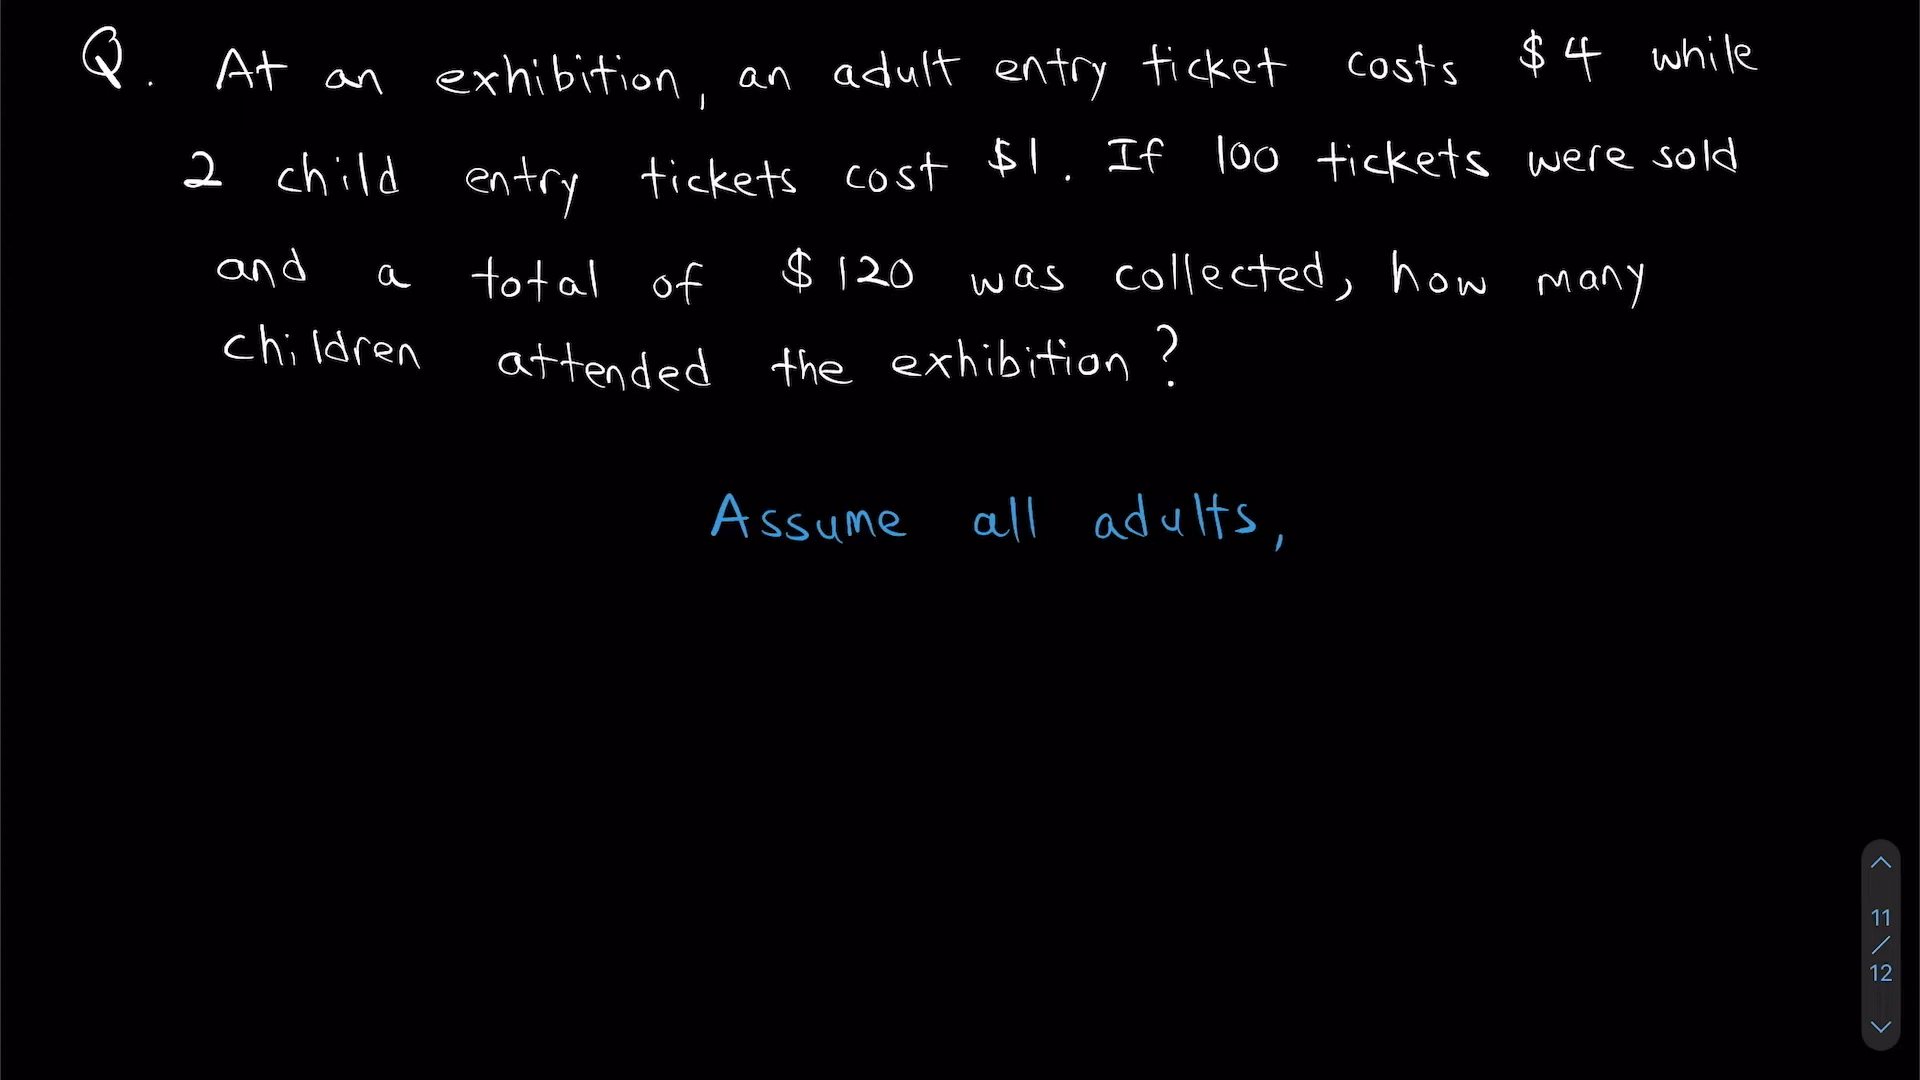 Q. At an exhibition, an adult entry ticket costs $4 while
2 child entry tickets cost $1. If 100 tickets were sold
and a total of $120 was collected, how many
children attended the exhibition?
Assume all adults,
11
/
12